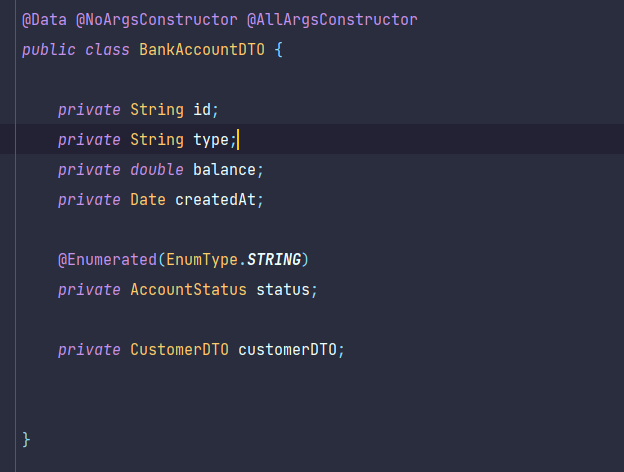 @Data @NoArgsConstructor @AllArgsConstructor
public class BankAccountDTO {
private String id;
private String type;
private double balance;
private Date createdAt;
@Enumerated(EnumType.STRING)
private AccountStatus status;
private CustomerDTO customerDTO;
}